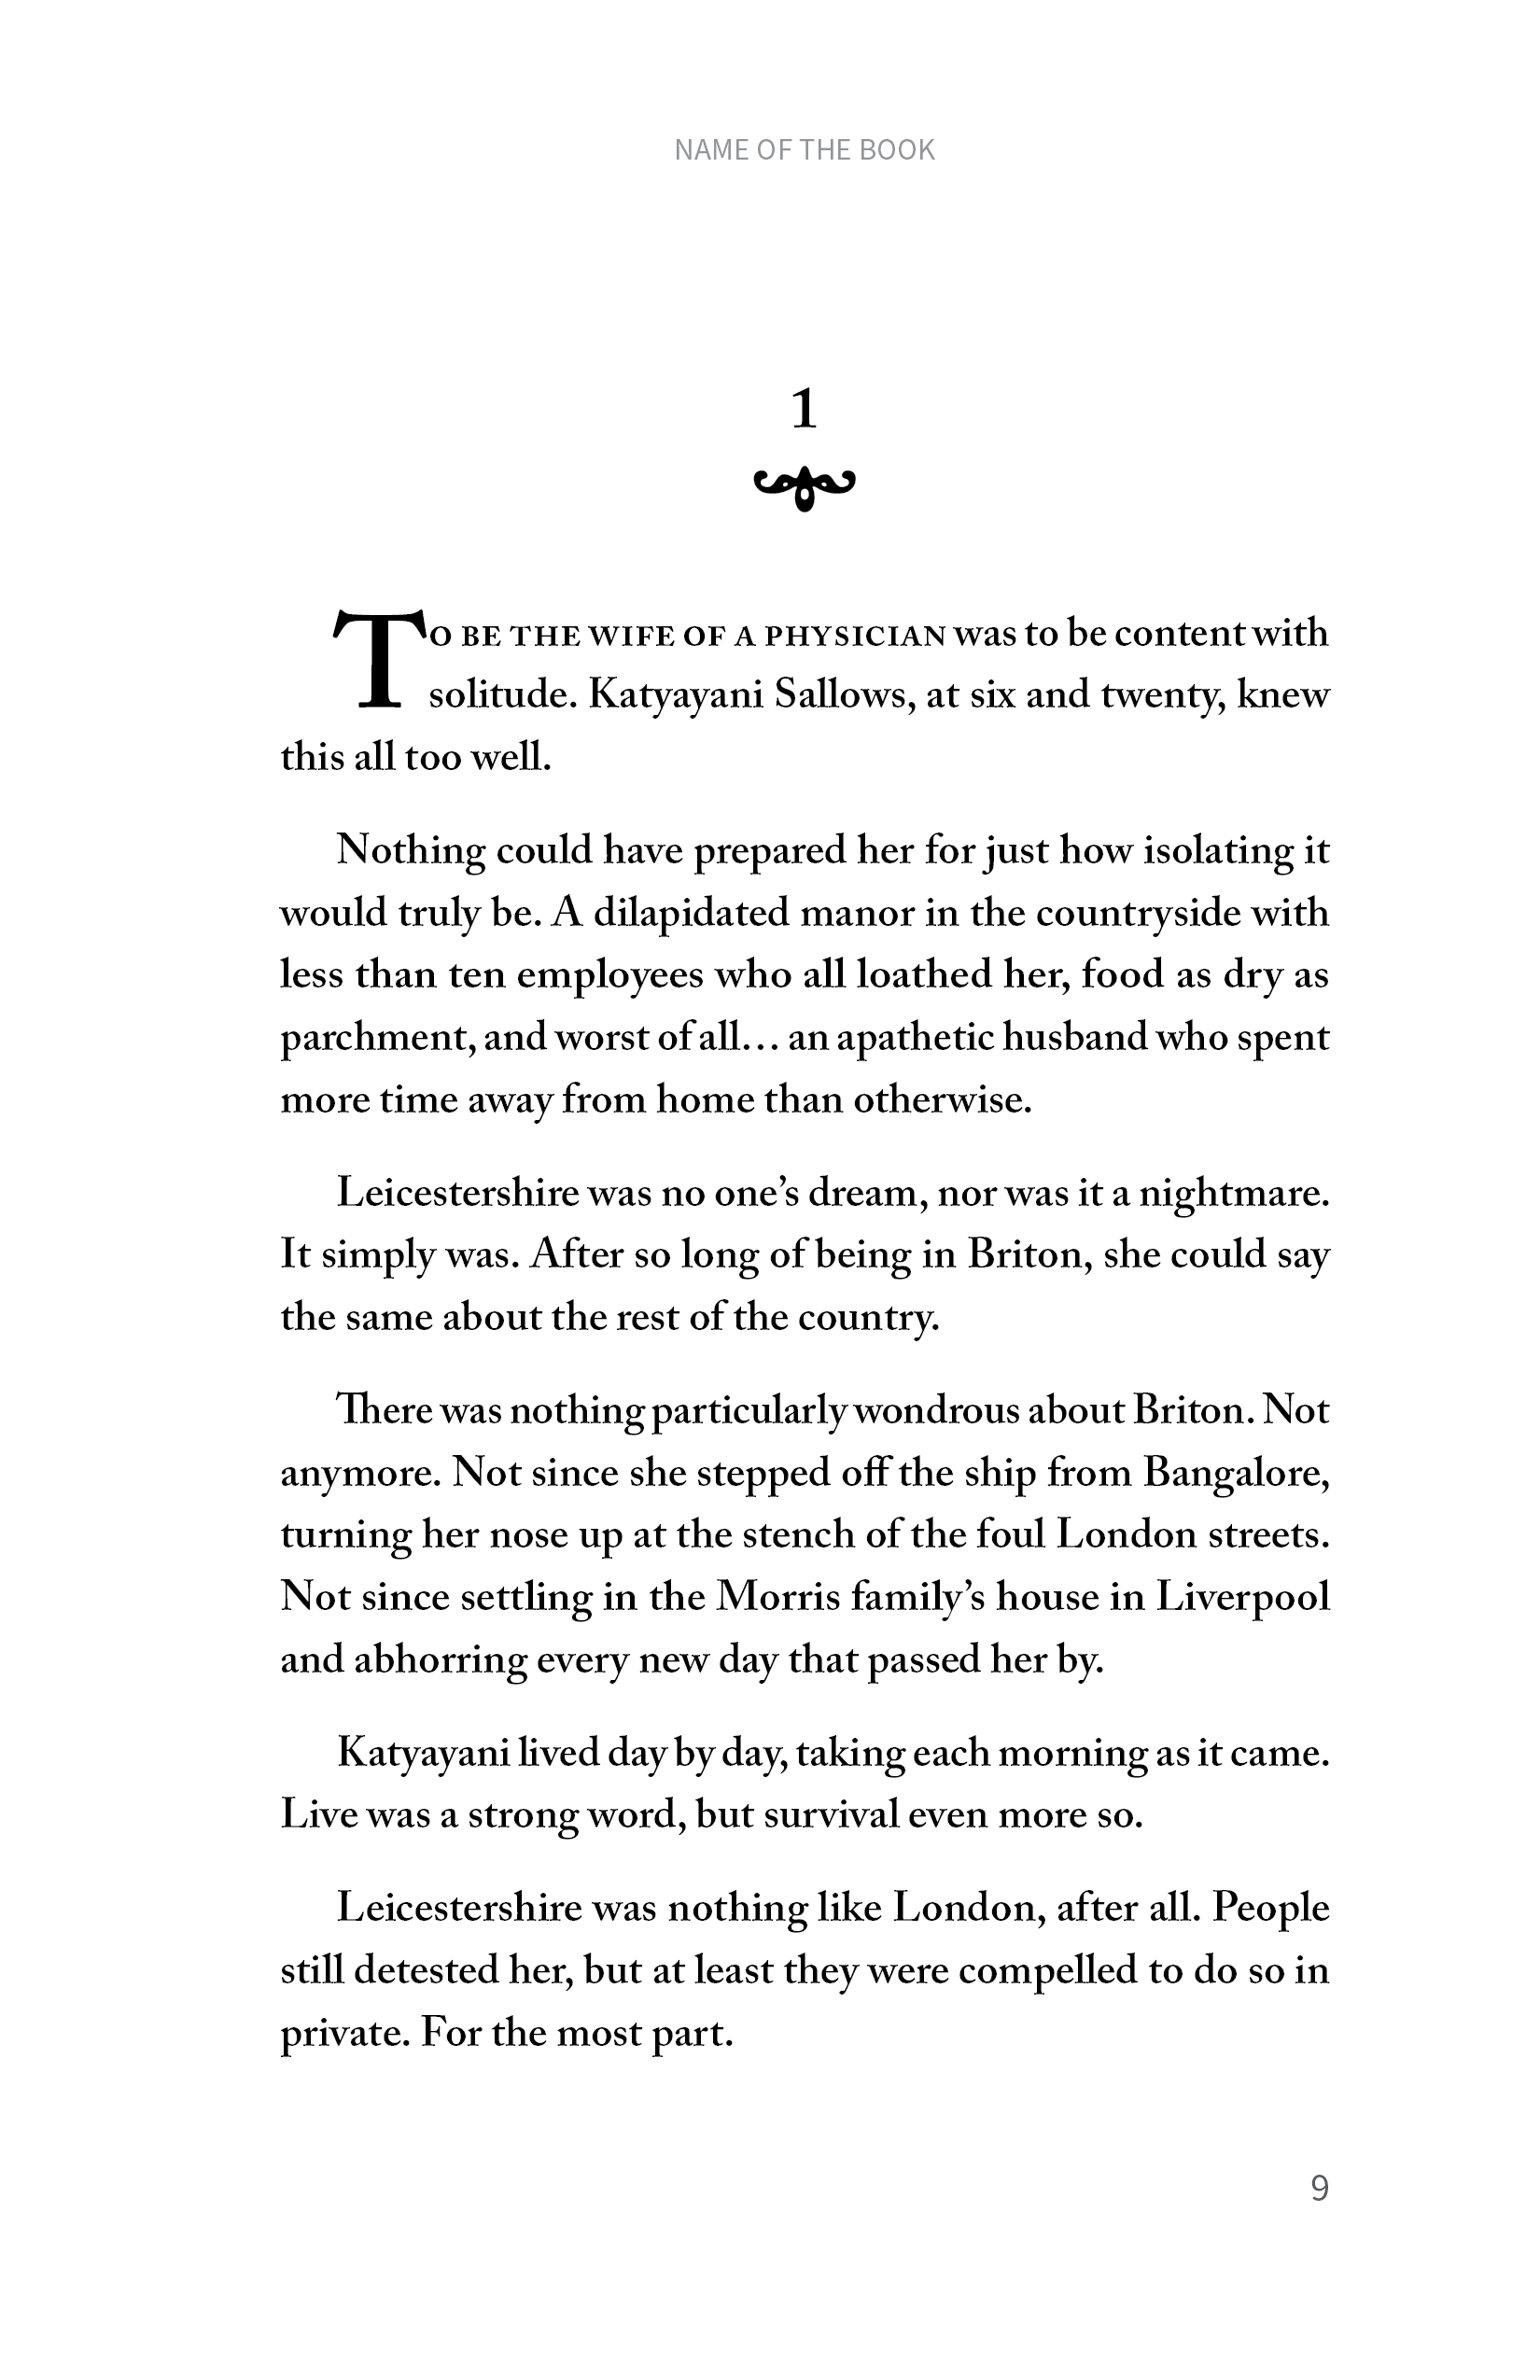 NAME OF THE BOOK
1
TO BE THE WIFE OF A PHYSICIAN was to be content with
solitude. Katyayani Sallows, at six and twenty, knew
this all too well.
Nothing could have prepared her for just how isolating it
would truly be. A dilapidated manor in the countryside with
less than ten employees who all loathed her, food as dry as
parchment, and worst of all… an apathetic husband who spent
more time away from home than otherwise.
Leicestershire was no one’s dream, nor was it a nightmare.
It simply was. After so long of being in Briton, she could say
the same about the rest of the country.
There was nothing particularly wondrous about Briton. Not
anymore. Not since she stepped off the ship from Bangalore,
turning her nose up at the stench of the foul London streets.
Not since settling in the Morris family’s house in Liverpool
and abhorring every new day that passed her by.
Katyayani lived day by day, taking each morning as it came.
Live was a strong word, but survival even more so.
Leicestershire was nothing like London, after all. People
still detested her, but at least they were compelled to do so in
private. For the most part.
9